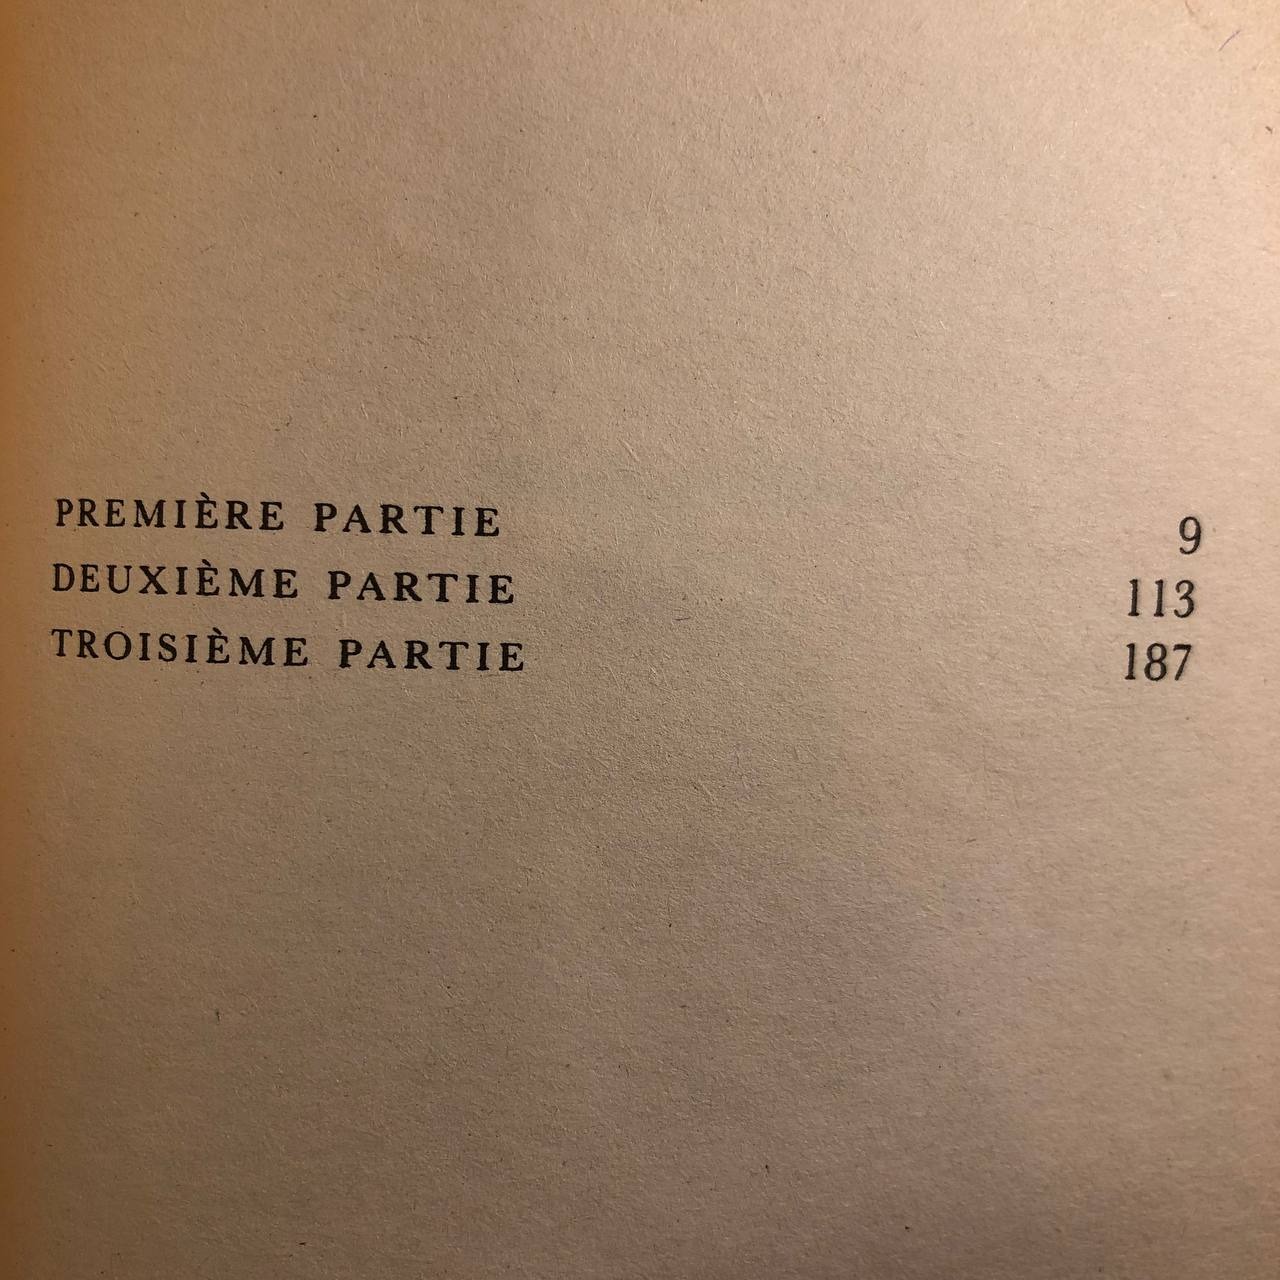 PREMIÈRE PARTIE 9
DEUXIÈME PARTIE 113
TROISIÈME PARTIE 187